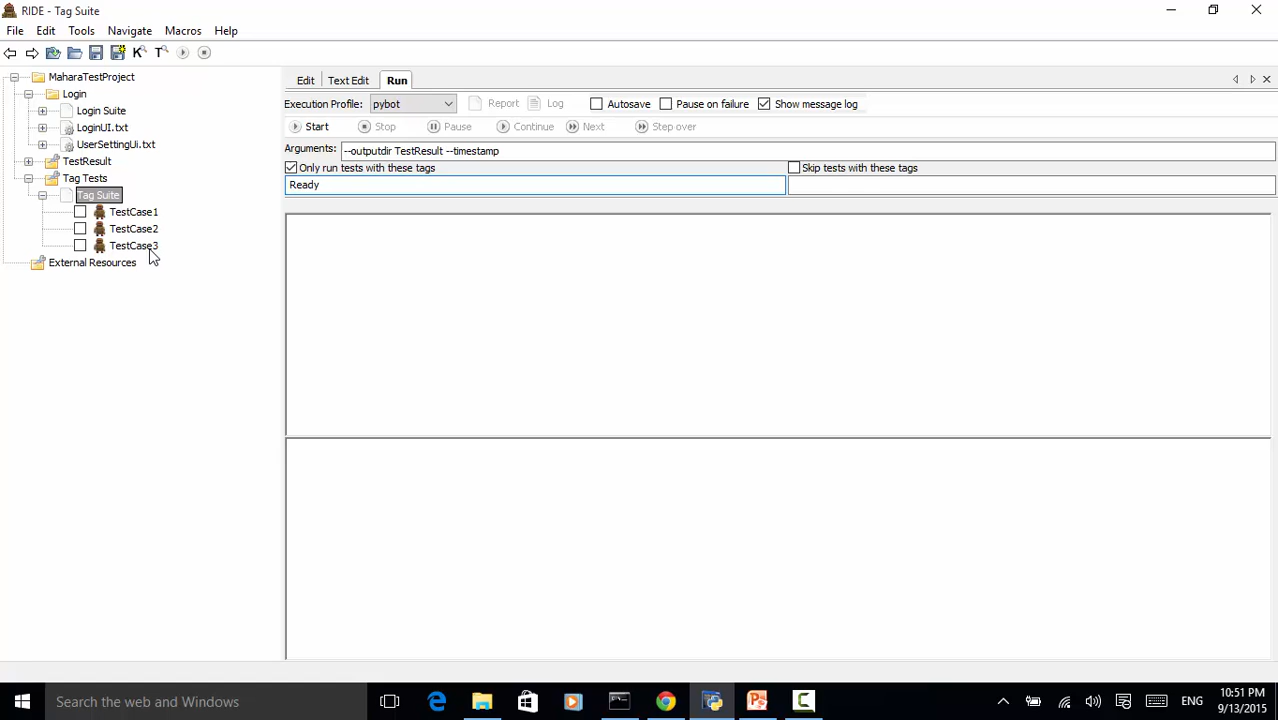 RIDE - Tag Suite
File Edit Tools Navigate Macros Help
MaharaTestProject
Login
Login Suite
LoginUI.txt
UserSettingUi.txt
TestResult
Tag Tests
Tag Suite
TestCase1
TestCase2
TestCase3
External Resources
Edit Text Edit Run
Execution Profile: pybot Report Log Autosave Pause on failure Show message log
Start Stop Pause Continue Next Step over
Arguments: --outputdir TestResult --timestamp
Only run tests with these tags Skip tests with these tags
Ready
Search the web and Windows
ENG
10:51 PM
9/13/2015